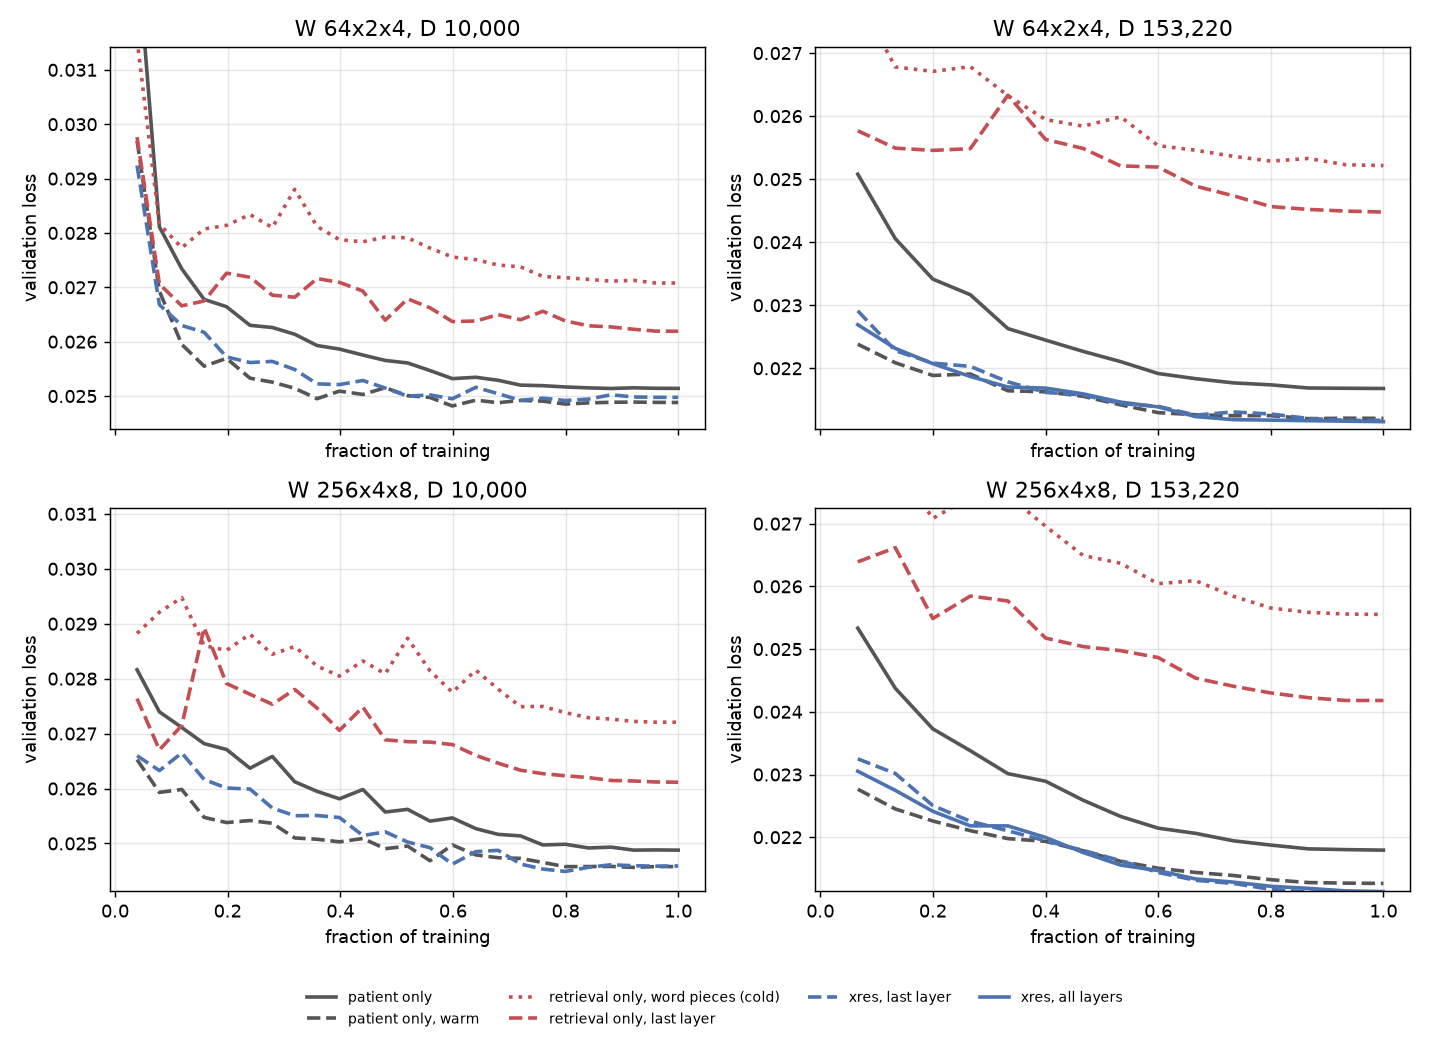 W 64x2x4, D 10,000
0.031
0.030
0.029
0.028
0.027
0.026
0.025
validation loss
fraction of training
W 64x2x4, D 153,220
0.027
0.026
0.025
0.024
0.023
0.022
validation loss
fraction of training
W 256x4x8, D 10,000
0.031
0.030
0.029
0.028
0.027
0.026
0.025
validation loss
0.0 0.2 0.4 0.6 0.8 1.0
fraction of training
W 256x4x8, D 153,220
0.027
0.026
0.025
0.024
0.023
0.022
validation loss
0.0 0.2 0.4 0.6 0.8 1.0
fraction of training
patient only
patient only, warm
retrieval only, word pieces (cold)
retrieval only, last layer
xres, last layer
xres, all layers